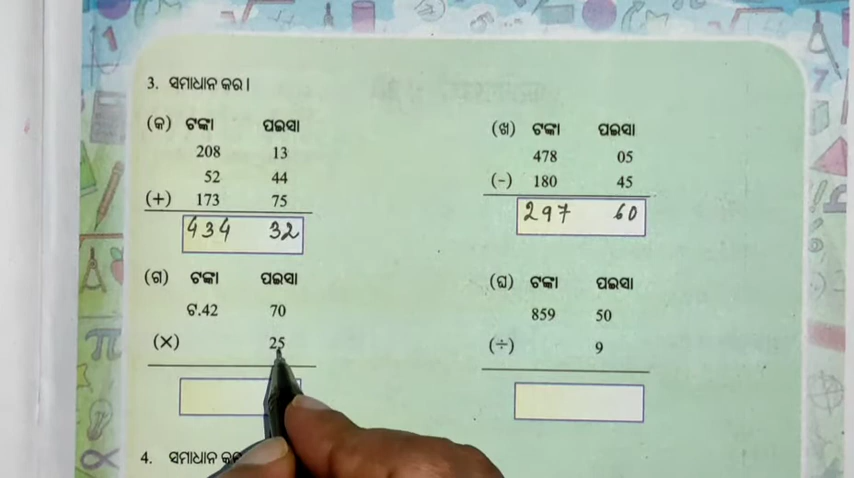 3. ସମାଧାନ କର।
(କ) ଟଙ୍କା ପଇସା
208 13
52 44
(+) 173 75
434 32
(ଖ) ଟଙ୍କା ପଇସା
478 05
(-) 180 45
297 60
(ଗ) ଟଙ୍କା ପଇସା
ଟ.42 70
(×) 25
(ଘ) ଟଙ୍କା ପଇସା
859 50
(÷) 9
4. ସମାଧାନ